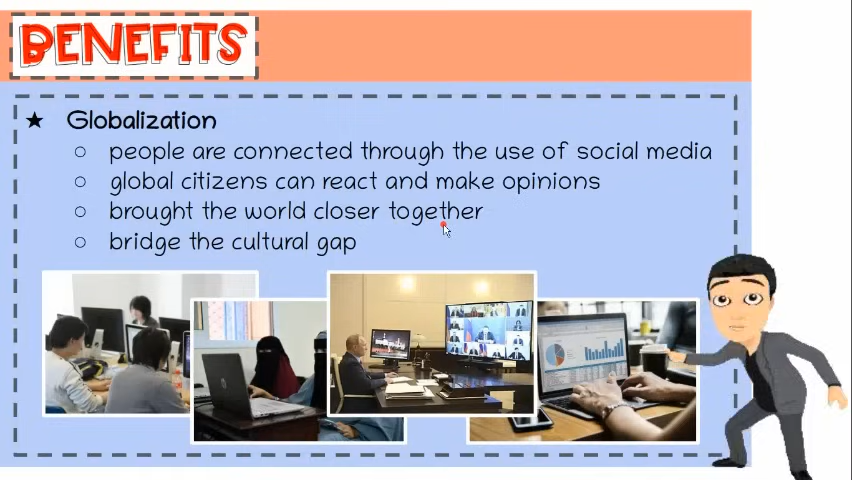 BENEFITS
★ Globalization
○ people are connected through the use of social media
○ global citizens can react and make opinions
○ brought the world closer together
○ bridge the cultural gap